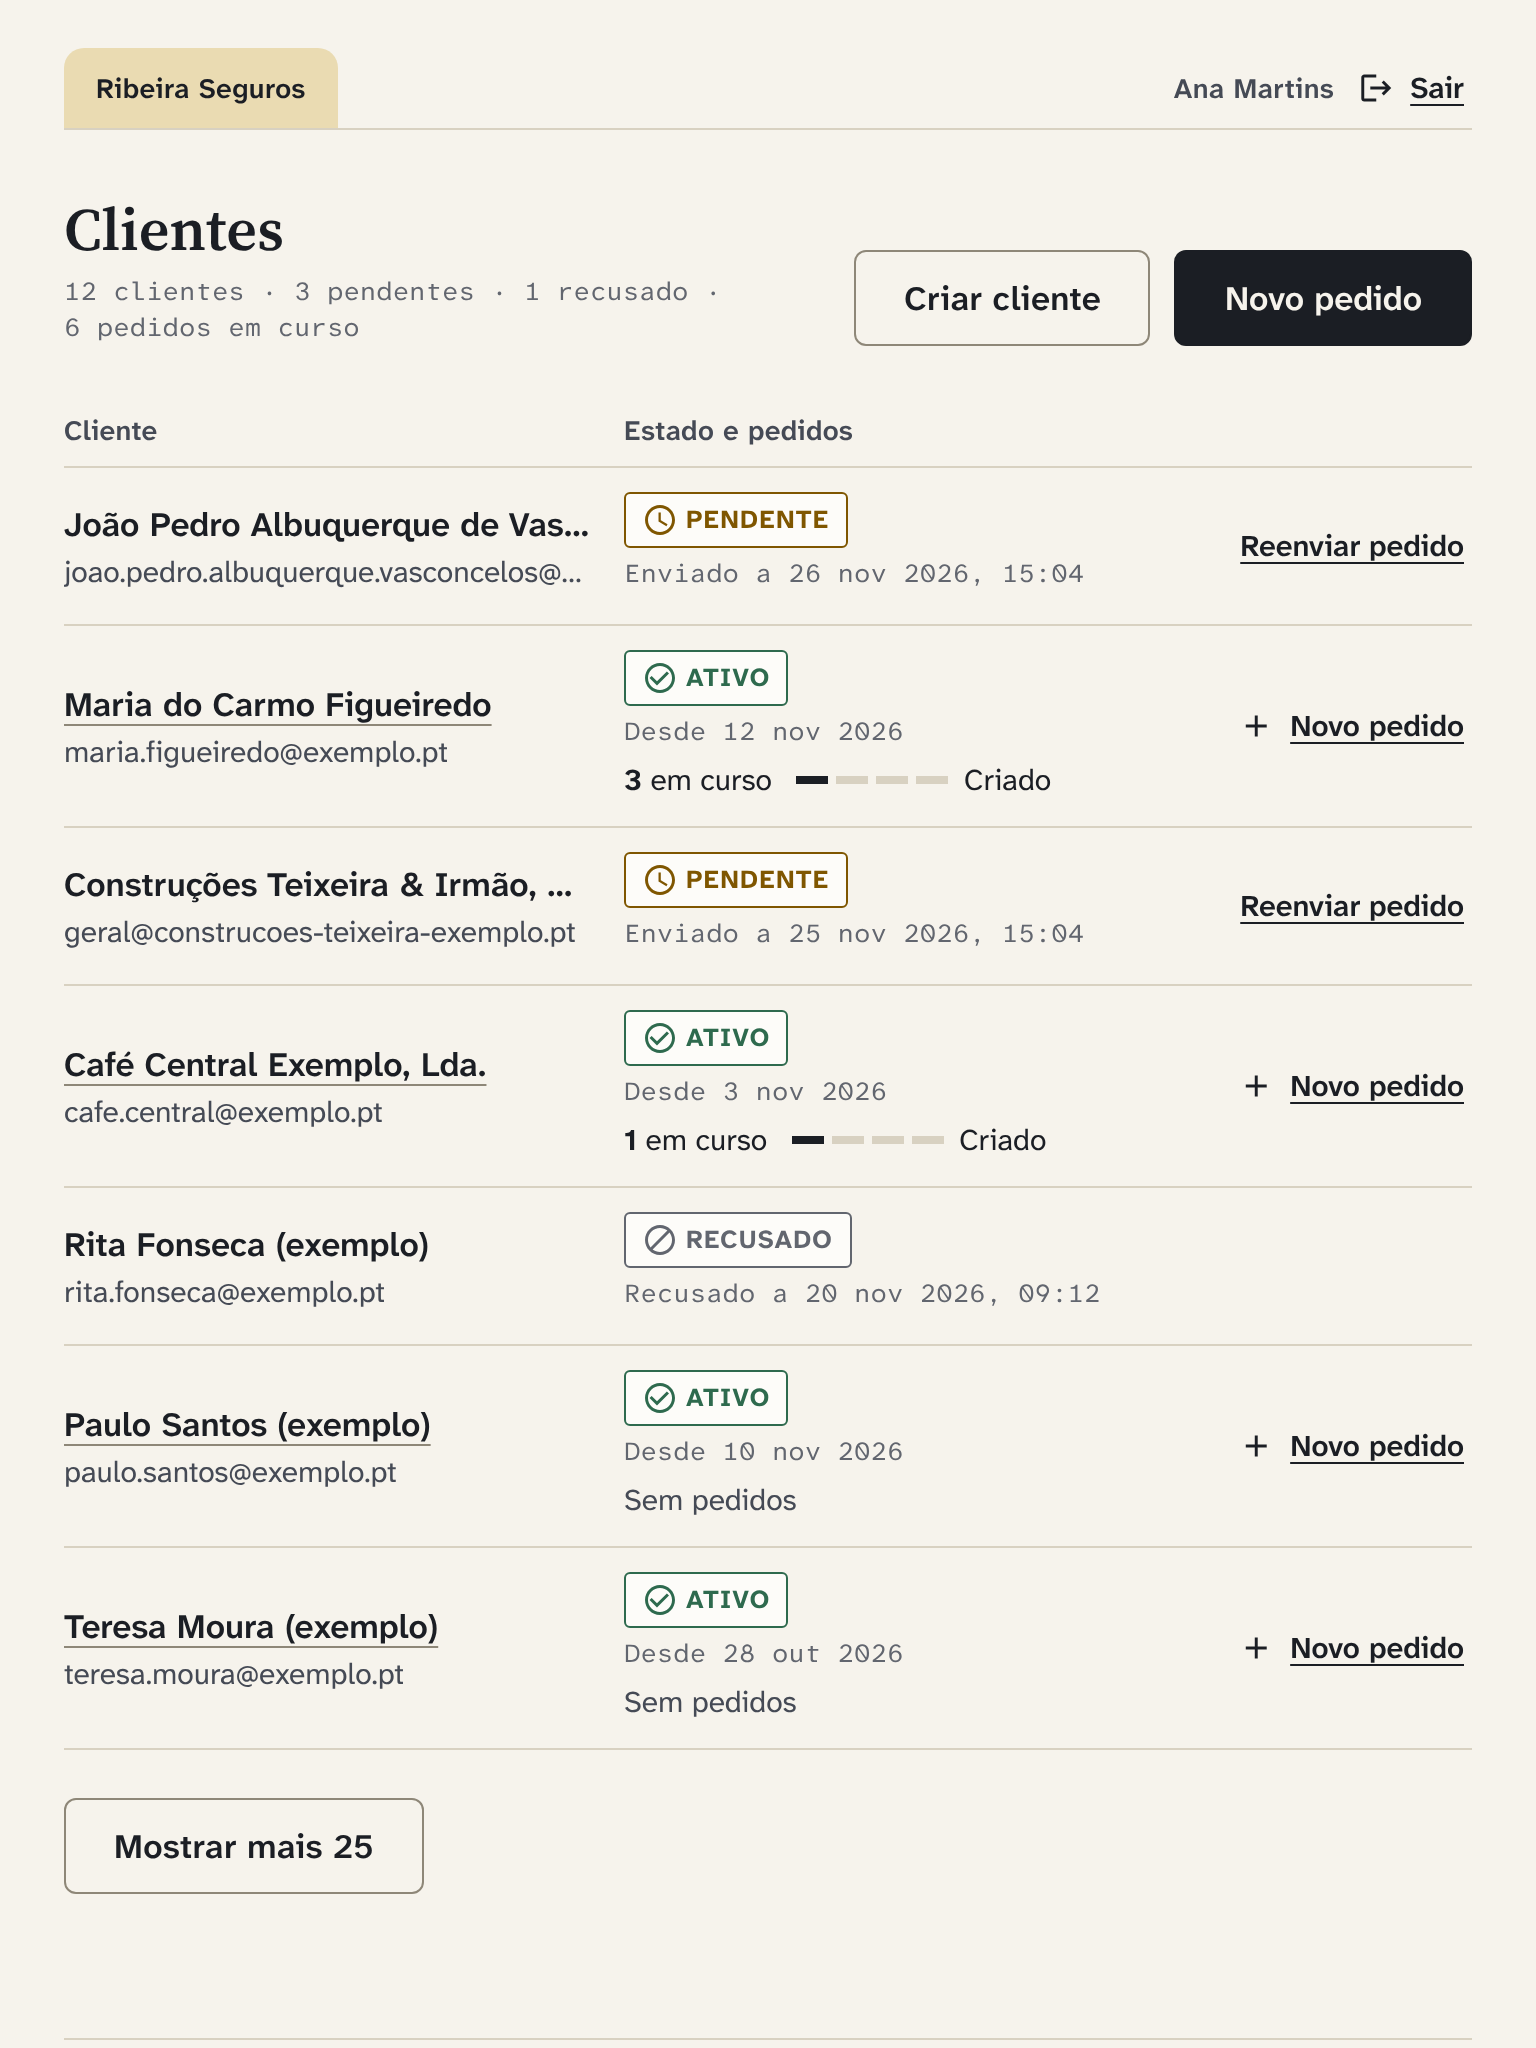 Ribeira Seguros
Ana Martins Sair
Clientes
12 clientes · 3 pendentes · 1 recusado ·
6 pedidos em curso
Criar cliente
Novo pedido
Cliente
Estado e pedidos
João Pedro Albuquerque de Vas...
joao.pedro.albuquerque.vasconcelos@...
PENDENTE
Enviado a 26 nov 2026, 15:04
Reenviar pedido
Maria do Carmo Figueiredo
maria.figueiredo@exemplo.pt
ATIVO
Desde 12 nov 2026
3 em curso Criado
+ Novo pedido
Construções Teixeira & Irmão, ...
geral@construcoes-teixeira-exemplo.pt
PENDENTE
Enviado a 25 nov 2026, 15:04
Reenviar pedido
Café Central Exemplo, Lda.
cafe.central@exemplo.pt
ATIVO
Desde 3 nov 2026
1 em curso Criado
+ Novo pedido
Rita Fonseca (exemplo)
rita.fonseca@exemplo.pt
RECUSADO
Recusado a 20 nov 2026, 09:12
Paulo Santos (exemplo)
paulo.santos@exemplo.pt
ATIVO
Desde 10 nov 2026
Sem pedidos
+ Novo pedido
Teresa Moura (exemplo)
teresa.moura@exemplo.pt
ATIVO
Desde 28 out 2026
Sem pedidos
+ Novo pedido
Mostrar mais 25